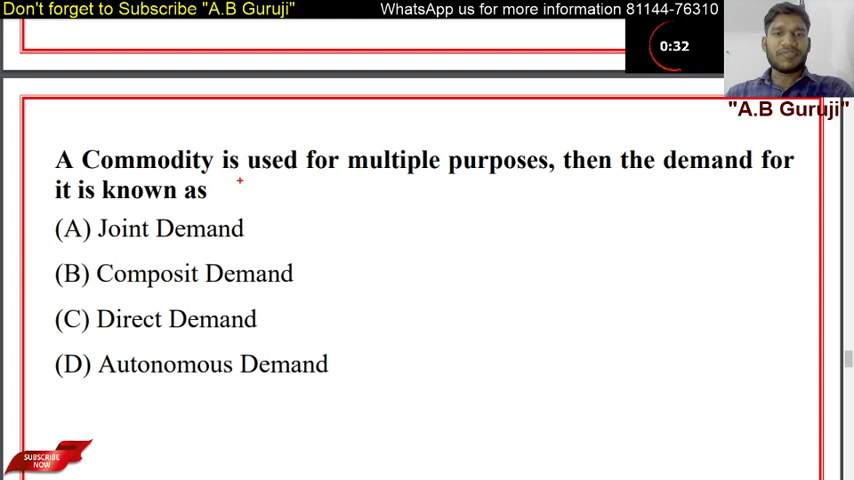 Don't forget to Subscribe "A.B Guruji"
WhatsApp us for more information 81144-76310
0:32
"A.B Guruji"
A Commodity is used for multiple purposes, then the demand for
it is known as
(A) Joint Demand
(B) Composit Demand
(C) Direct Demand
(D) Autonomous Demand
SUBSCRIBE
NOW